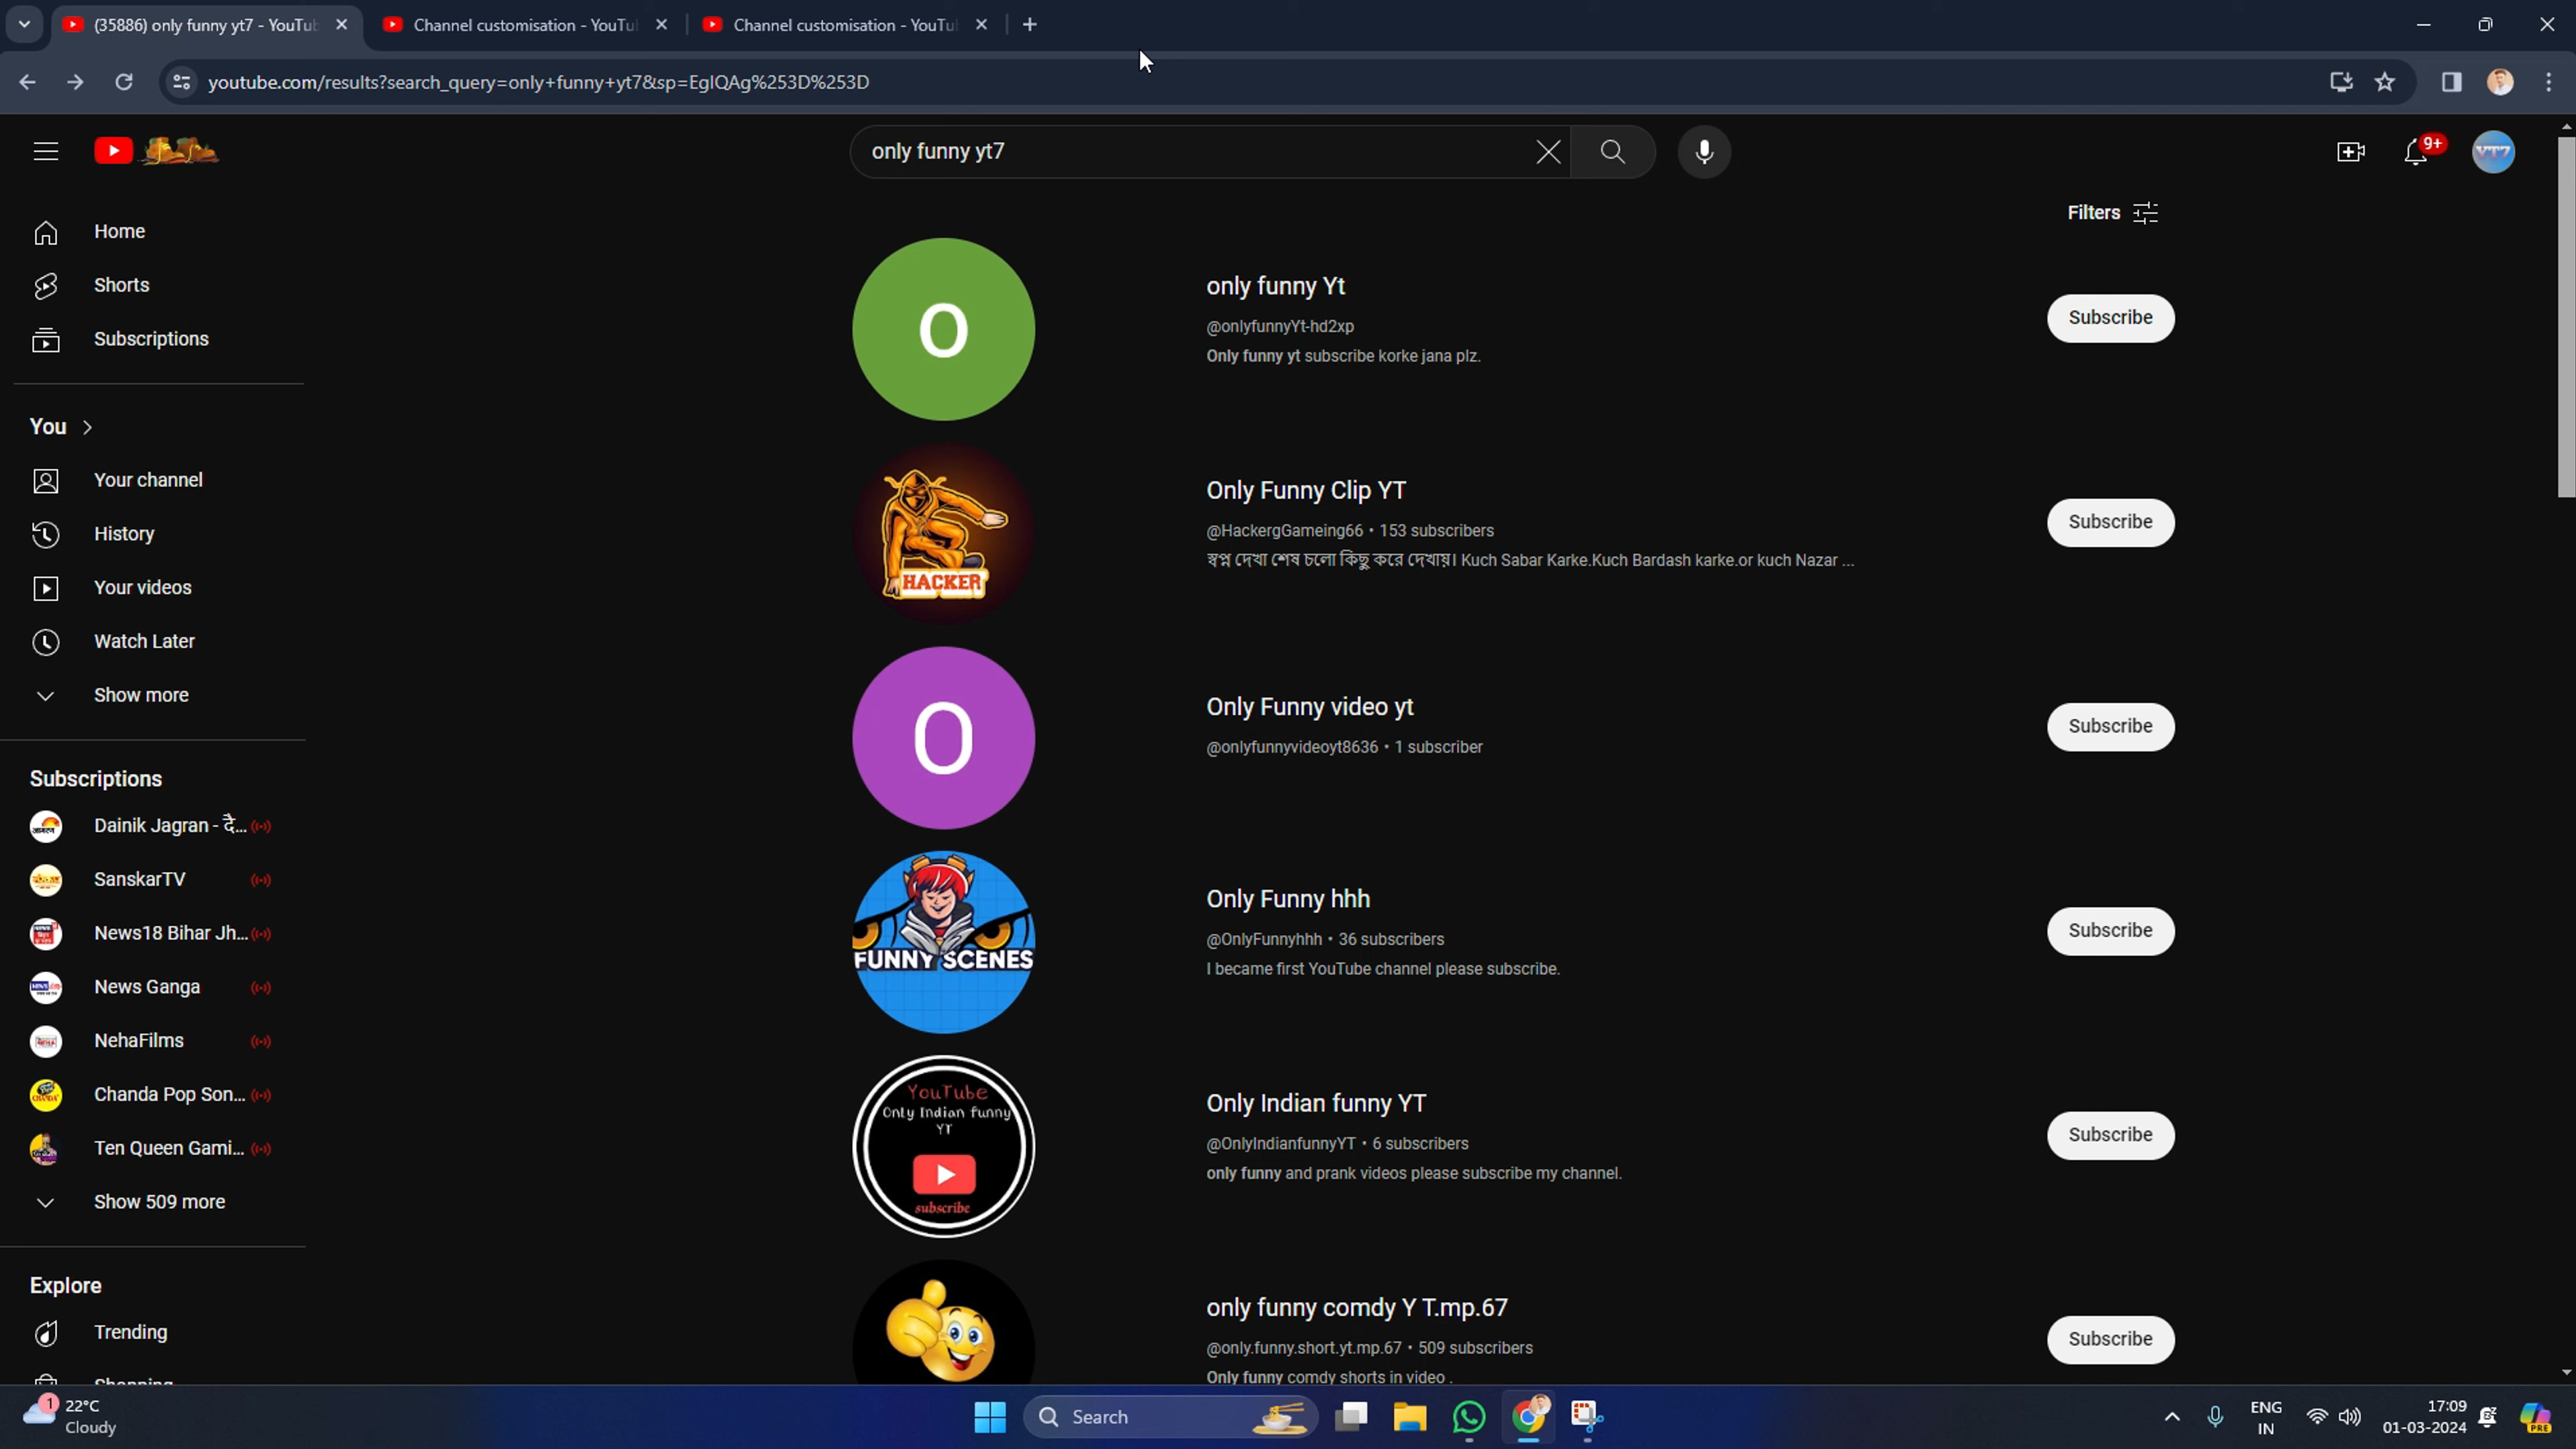 (35886) only funny yt7 - YouTub
Channel customisation - YouTu
Channel customisation - YouTu
youtube.com/results?search_query=only+funny+yt7&sp=EgIQAg%253D%253D
only funny yt7
9+
VT7
Filters
Home
Shorts
Subscriptions
You
Your channel
History
Your videos
Watch Later
Show more
Subscriptions
Dainik Jagran - दै...
SanskarTV
News18 Bihar Jh...
News Ganga
NehaFilms
Chanda Pop Son...
Ten Queen Gami...
Show 509 more
Explore
Trending
Shopping
o
only funny Yt
@onlyfunnyYt-hd2xp
Only funny yt subscribe korke jana plz.
Subscribe
HACKER
Only Funny Clip YT
@HackergGameing66 • 153 subscribers
স্বপ্ন দেখা শেষ চলো কিছু করে দেখায়। Kuch Sabar Karke.Kuch Bardash karke.or kuch Nazar ...
Subscribe
O
Only Funny video yt
@onlyfunnyvideoyt8636 • 1 subscriber
Subscribe
FUNNY SCENES
Only Funny hhh
@OnlyFunnyhhh • 36 subscribers
I became first YouTube channel please subscribe.
Subscribe
YouTube
Only Indian funny
YT
subscribe
Only Indian funny YT
@OnlyIndianfunnyYT • 6 subscribers
only funny and prank videos please subscribe my channel.
Subscribe
only funny comdy Y T.mp.67
@only.funny.short.yt.mp.67 • 509 subscribers
Only funny comdy shorts in video .
Subscribe
1
22°C
Cloudy
Search
ENG
IN
17:09
01-03-2024
PRE